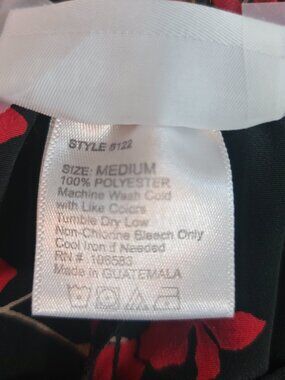 STYLE 6122
SIZE: MEDIUM
100% POLYESTER
Machine Wash Cold
with Like Colors
Tumble Dry Low
Non-Chlorine Bleach Only
Cool Iron if Needed
RN # 106583
Made in GUATEMALA